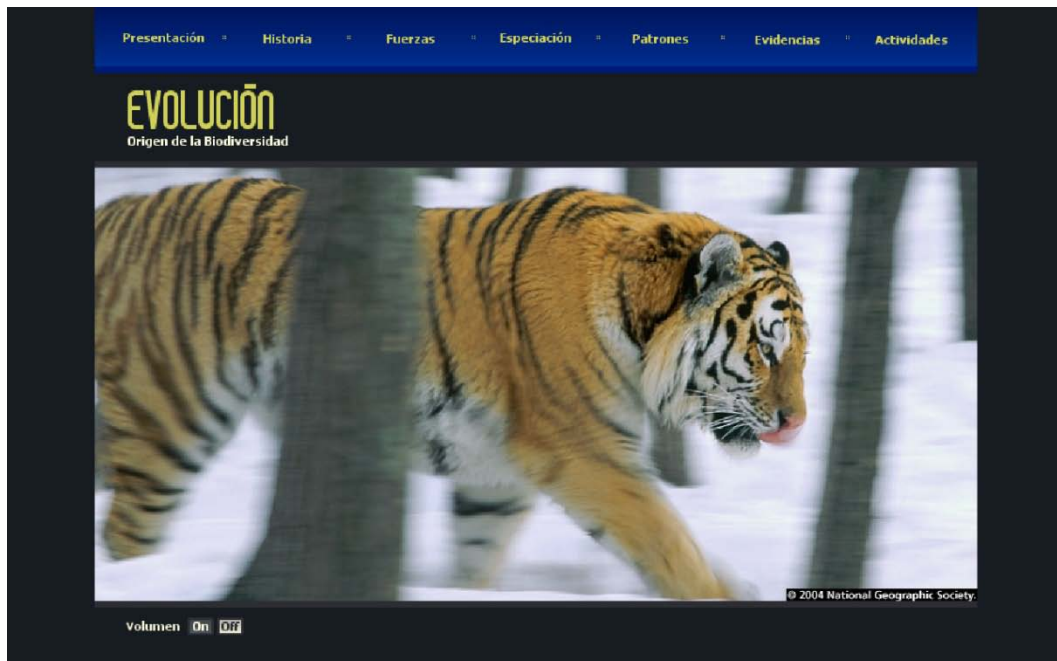 Presentación Historia Fuerzas Especiación Patrones Evidencias Actividades
EVOLUCIÓN
Origen de la Biodiversidad
© 2004 National Geographic Society.
Volumen On Off